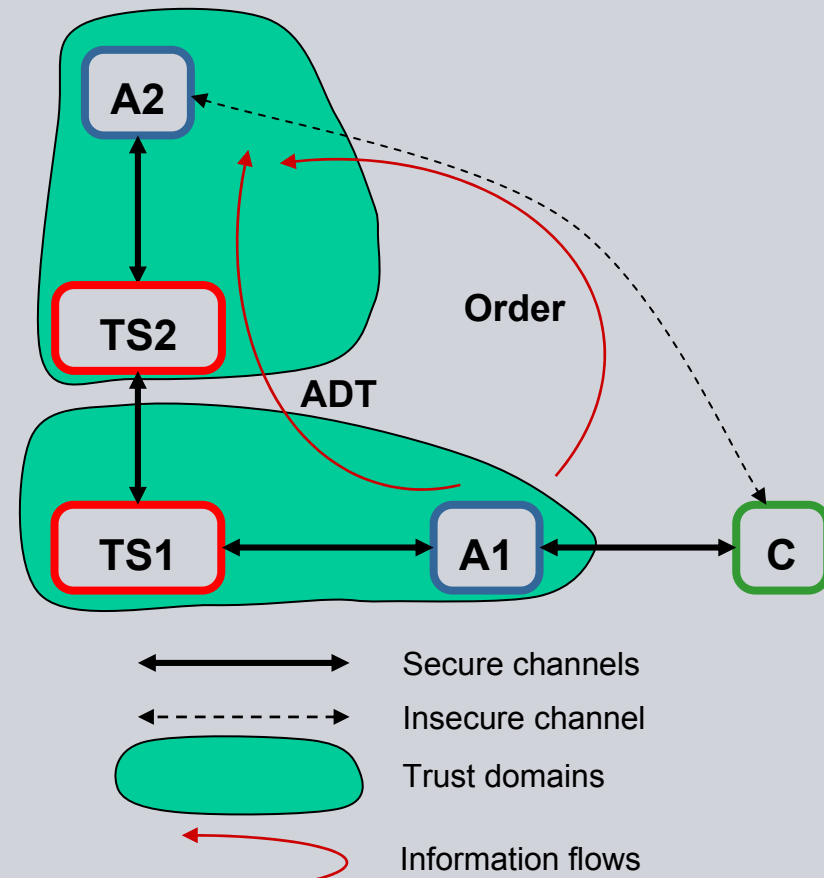 A2
Order
TS2
ADT
TS1
A1
C
Secure channels
Insecure channel
Trust domains
Information flows